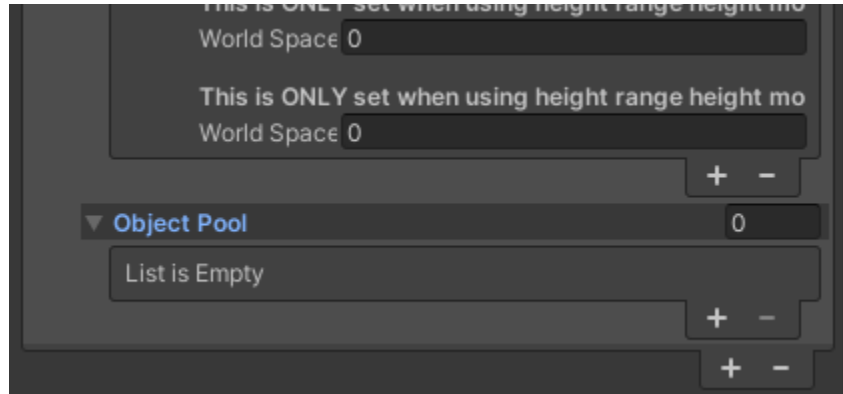 This is ONLY set when using height range height mo
World Space 0
This is ONLY set when using height range height mo
World Space 0
+ -
Object Pool 0
List is Empty
+ -
+ -